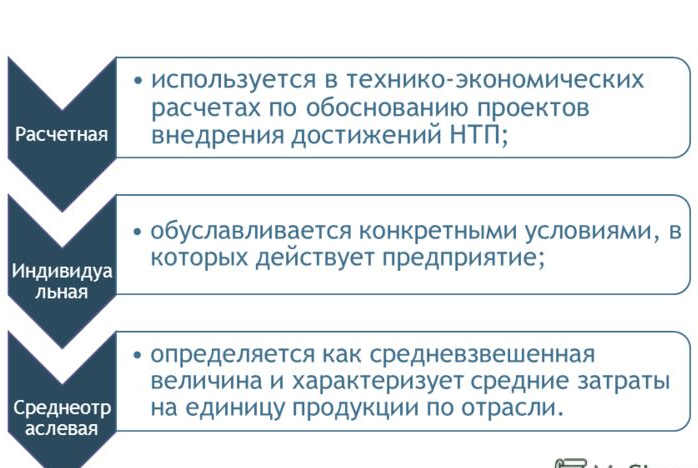 Расчетная
• используется в технико-экономических
расчетах по обоснованию проектов
внедрения достижений НТП;
Индивидуа
льная
• обуславливается конкретными условиями, в
которых действует предприятие;
Среднеотр
аслевая
• определяется как средневзвешенная
величина и характеризует средние затраты
на единицу продукции по отрасли.